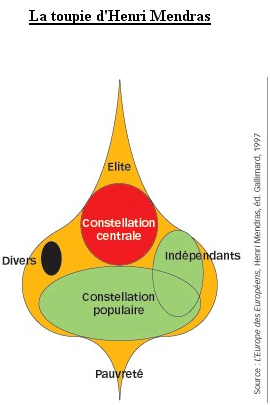 La toupie d'Henri Mendras
Elite
Constellation
centrale
Divers
Indépendants
Constellation
populaire
Pauvreté
Source : L'Europe des Européens, Henri Mendras, éd. Gallimard, 1997